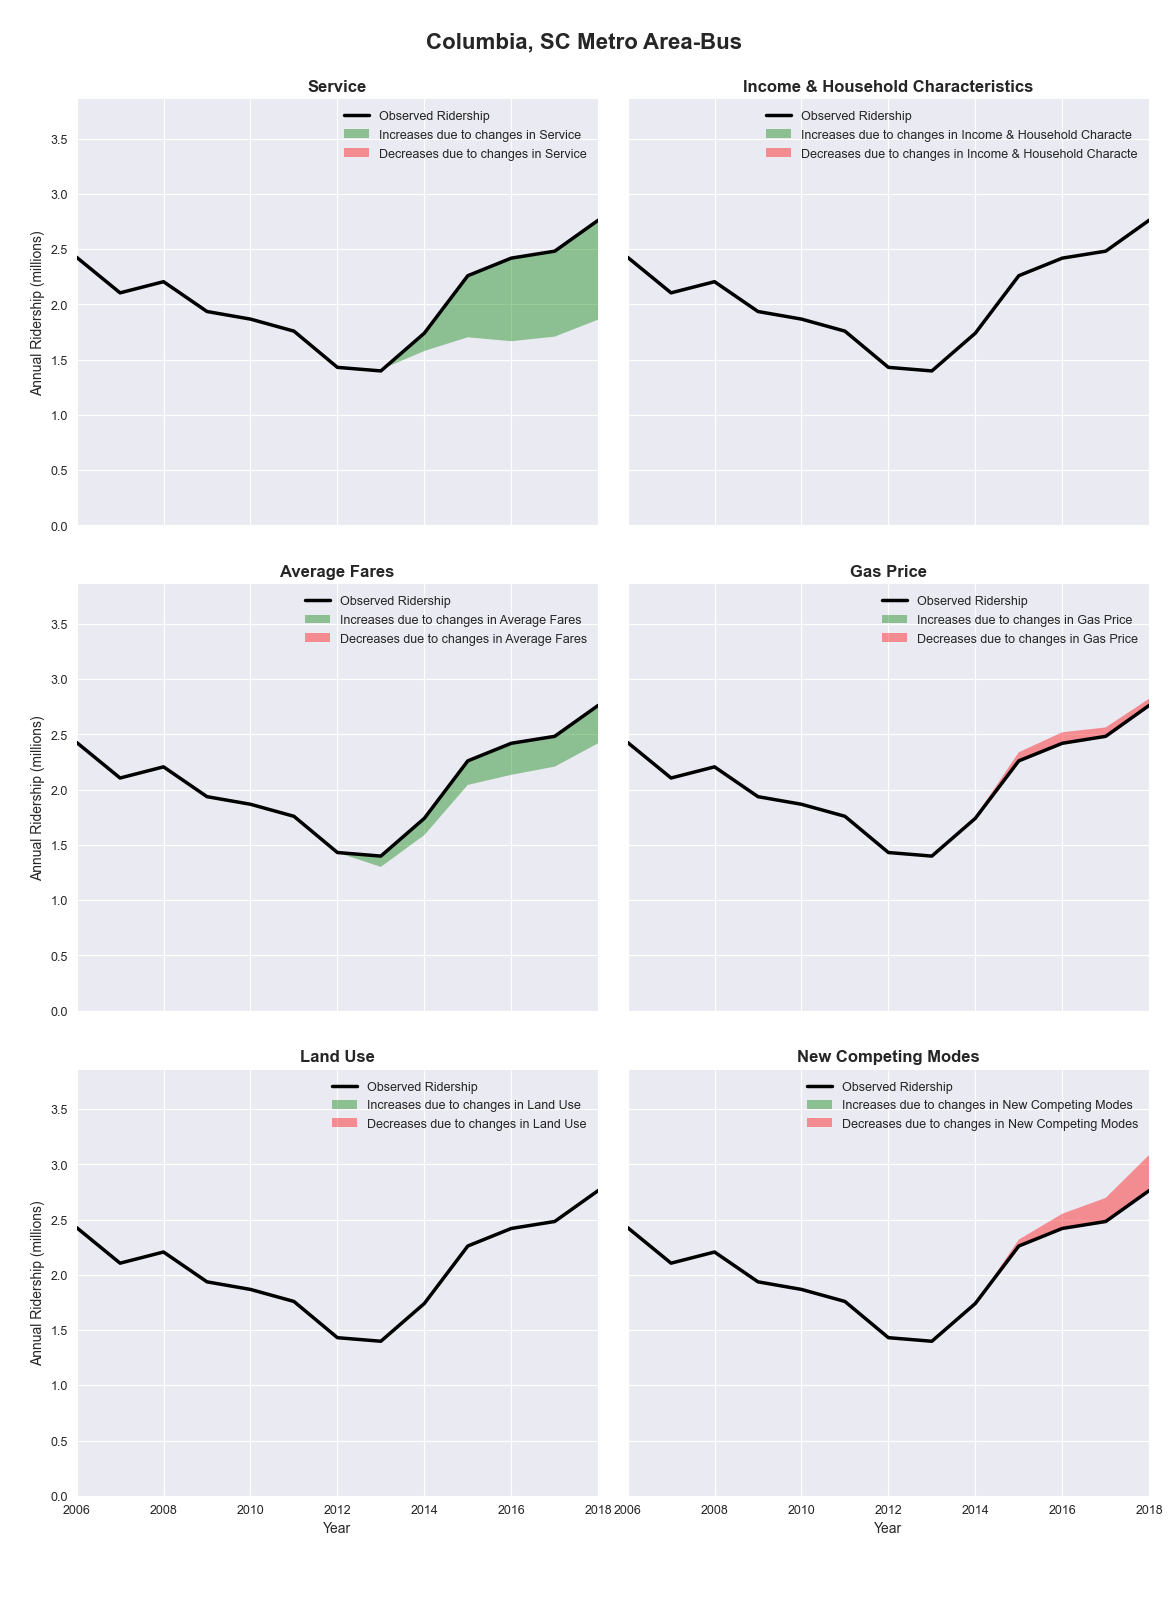 Columbia, SC Metro Area-Bus
Service
Observed Ridership
Increases due to changes in Service
Decreases due to changes in Service
3.5
3.0
2.5
2.0
1.5
1.0
0.5
0.0
Annual Ridership (millions)
Income & Household Characteristics
Observed Ridership
Increases due to changes in Income & Household Characte
Decreases due to changes in Income & Household Characte
Average Fares
Observed Ridership
Increases due to changes in Average Fares
Decreases due to changes in Average Fares
3.5
3.0
2.5
2.0
1.5
1.0
0.5
0.0
Annual Ridership (millions)
Gas Price
Observed Ridership
Increases due to changes in Gas Price
Decreases due to changes in Gas Price
Land Use
Observed Ridership
Increases due to changes in Land Use
Decreases due to changes in Land Use
3.5
3.0
2.5
2.0
1.5
1.0
0.5
0.0
Annual Ridership (millions)
2006 2008 2010 2012 2014 2016 2018
Year
New Competing Modes
Observed Ridership
Increases due to changes in New Competing Modes
Decreases due to changes in New Competing Modes
2006 2008 2010 2012 2014 2016 2018
Year